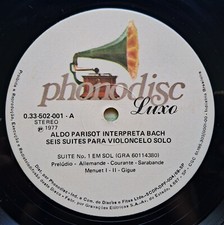 phonodisc
Luxo
0.33-502-001 - A
STEREO
℗ 1977
ALDO PARISOT INTERPRETA BACH
SEIS SUITES PARA VIOLONCELO SOLO
SUITE No. 1 EM SOL (GRA 60114380)
Prelúdio - Allemande - Courante - Sarabande
Menuet I - II - Gigue